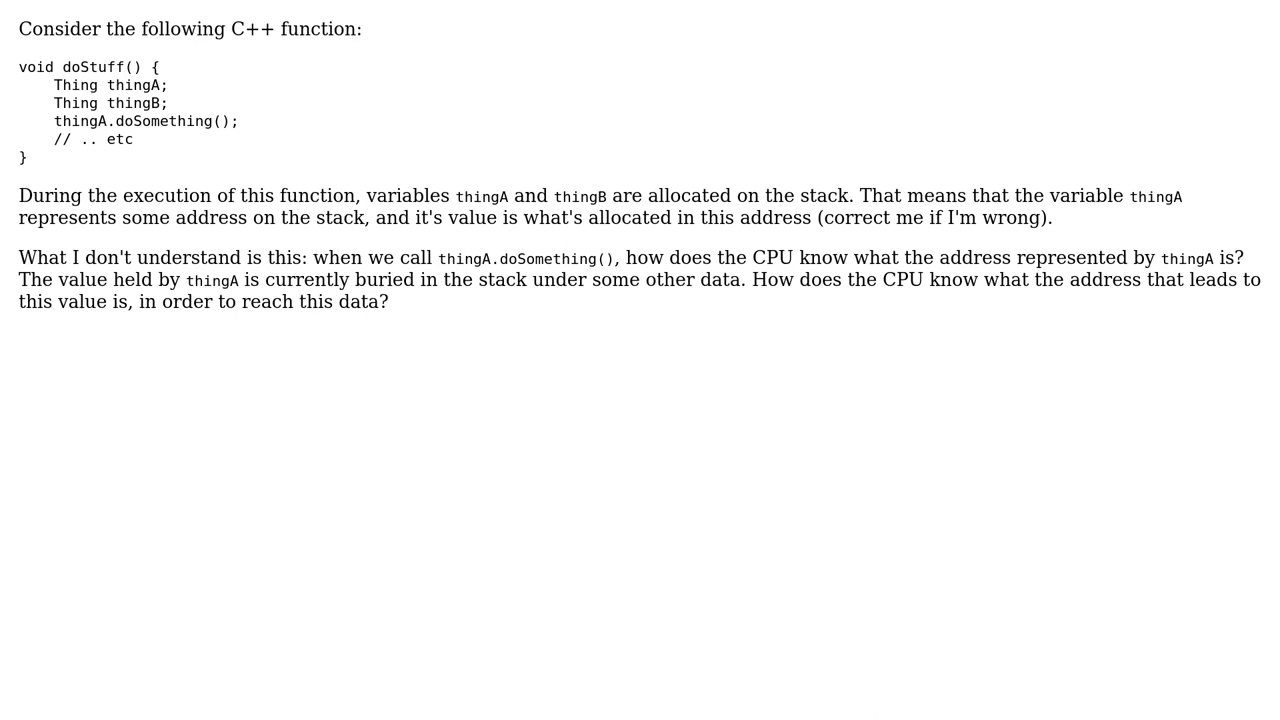 Consider the following C++ function:
void doStuff() {
    Thing thingA;
    Thing thingB;
    thingA.doSomething();
    // .. etc
}
During the execution of this function, variables thingA and thingB are allocated on the stack. That means that the variable thingA
represents some address on the stack, and it's value is what's allocated in this address (correct me if I'm wrong).
What I don't understand is this: when we call thingA.doSomething(), how does the CPU know what the address represented by thingA is?
The value held by thingA is currently buried in the stack under some other data. How does the CPU know what the address that leads to
this value is, in order to reach this data?